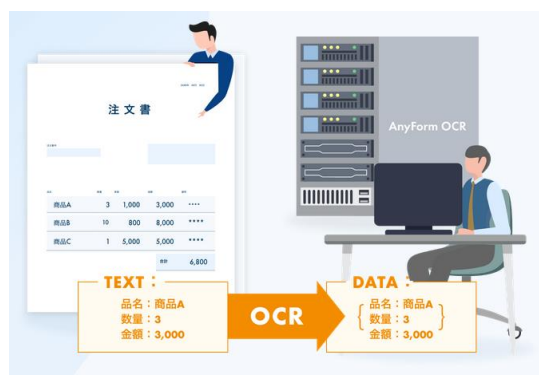 注文書
商品A 3 1,000 3,000 ****
商品B 10 800 8,000 ****
商品C 1 5,000 5,000 ****
合計 6,800
AnyForm OCR
TEXT：
品名：商品A
数量：3
金額：3,000
OCR
DATA：
品名：商品A
数量：3
金額：3,000